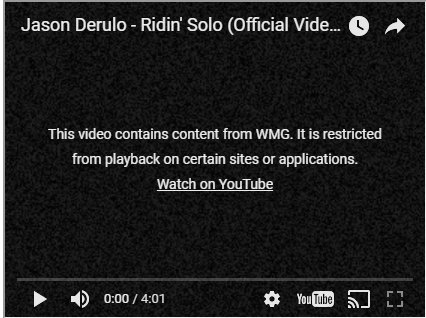 Jason Derulo - Ridin' Solo (Official Vide...
This video contains content from WMG. It is restricted
from playback on certain sites or applications.
Watch on YouTube
0:00 / 4:01
YouTube